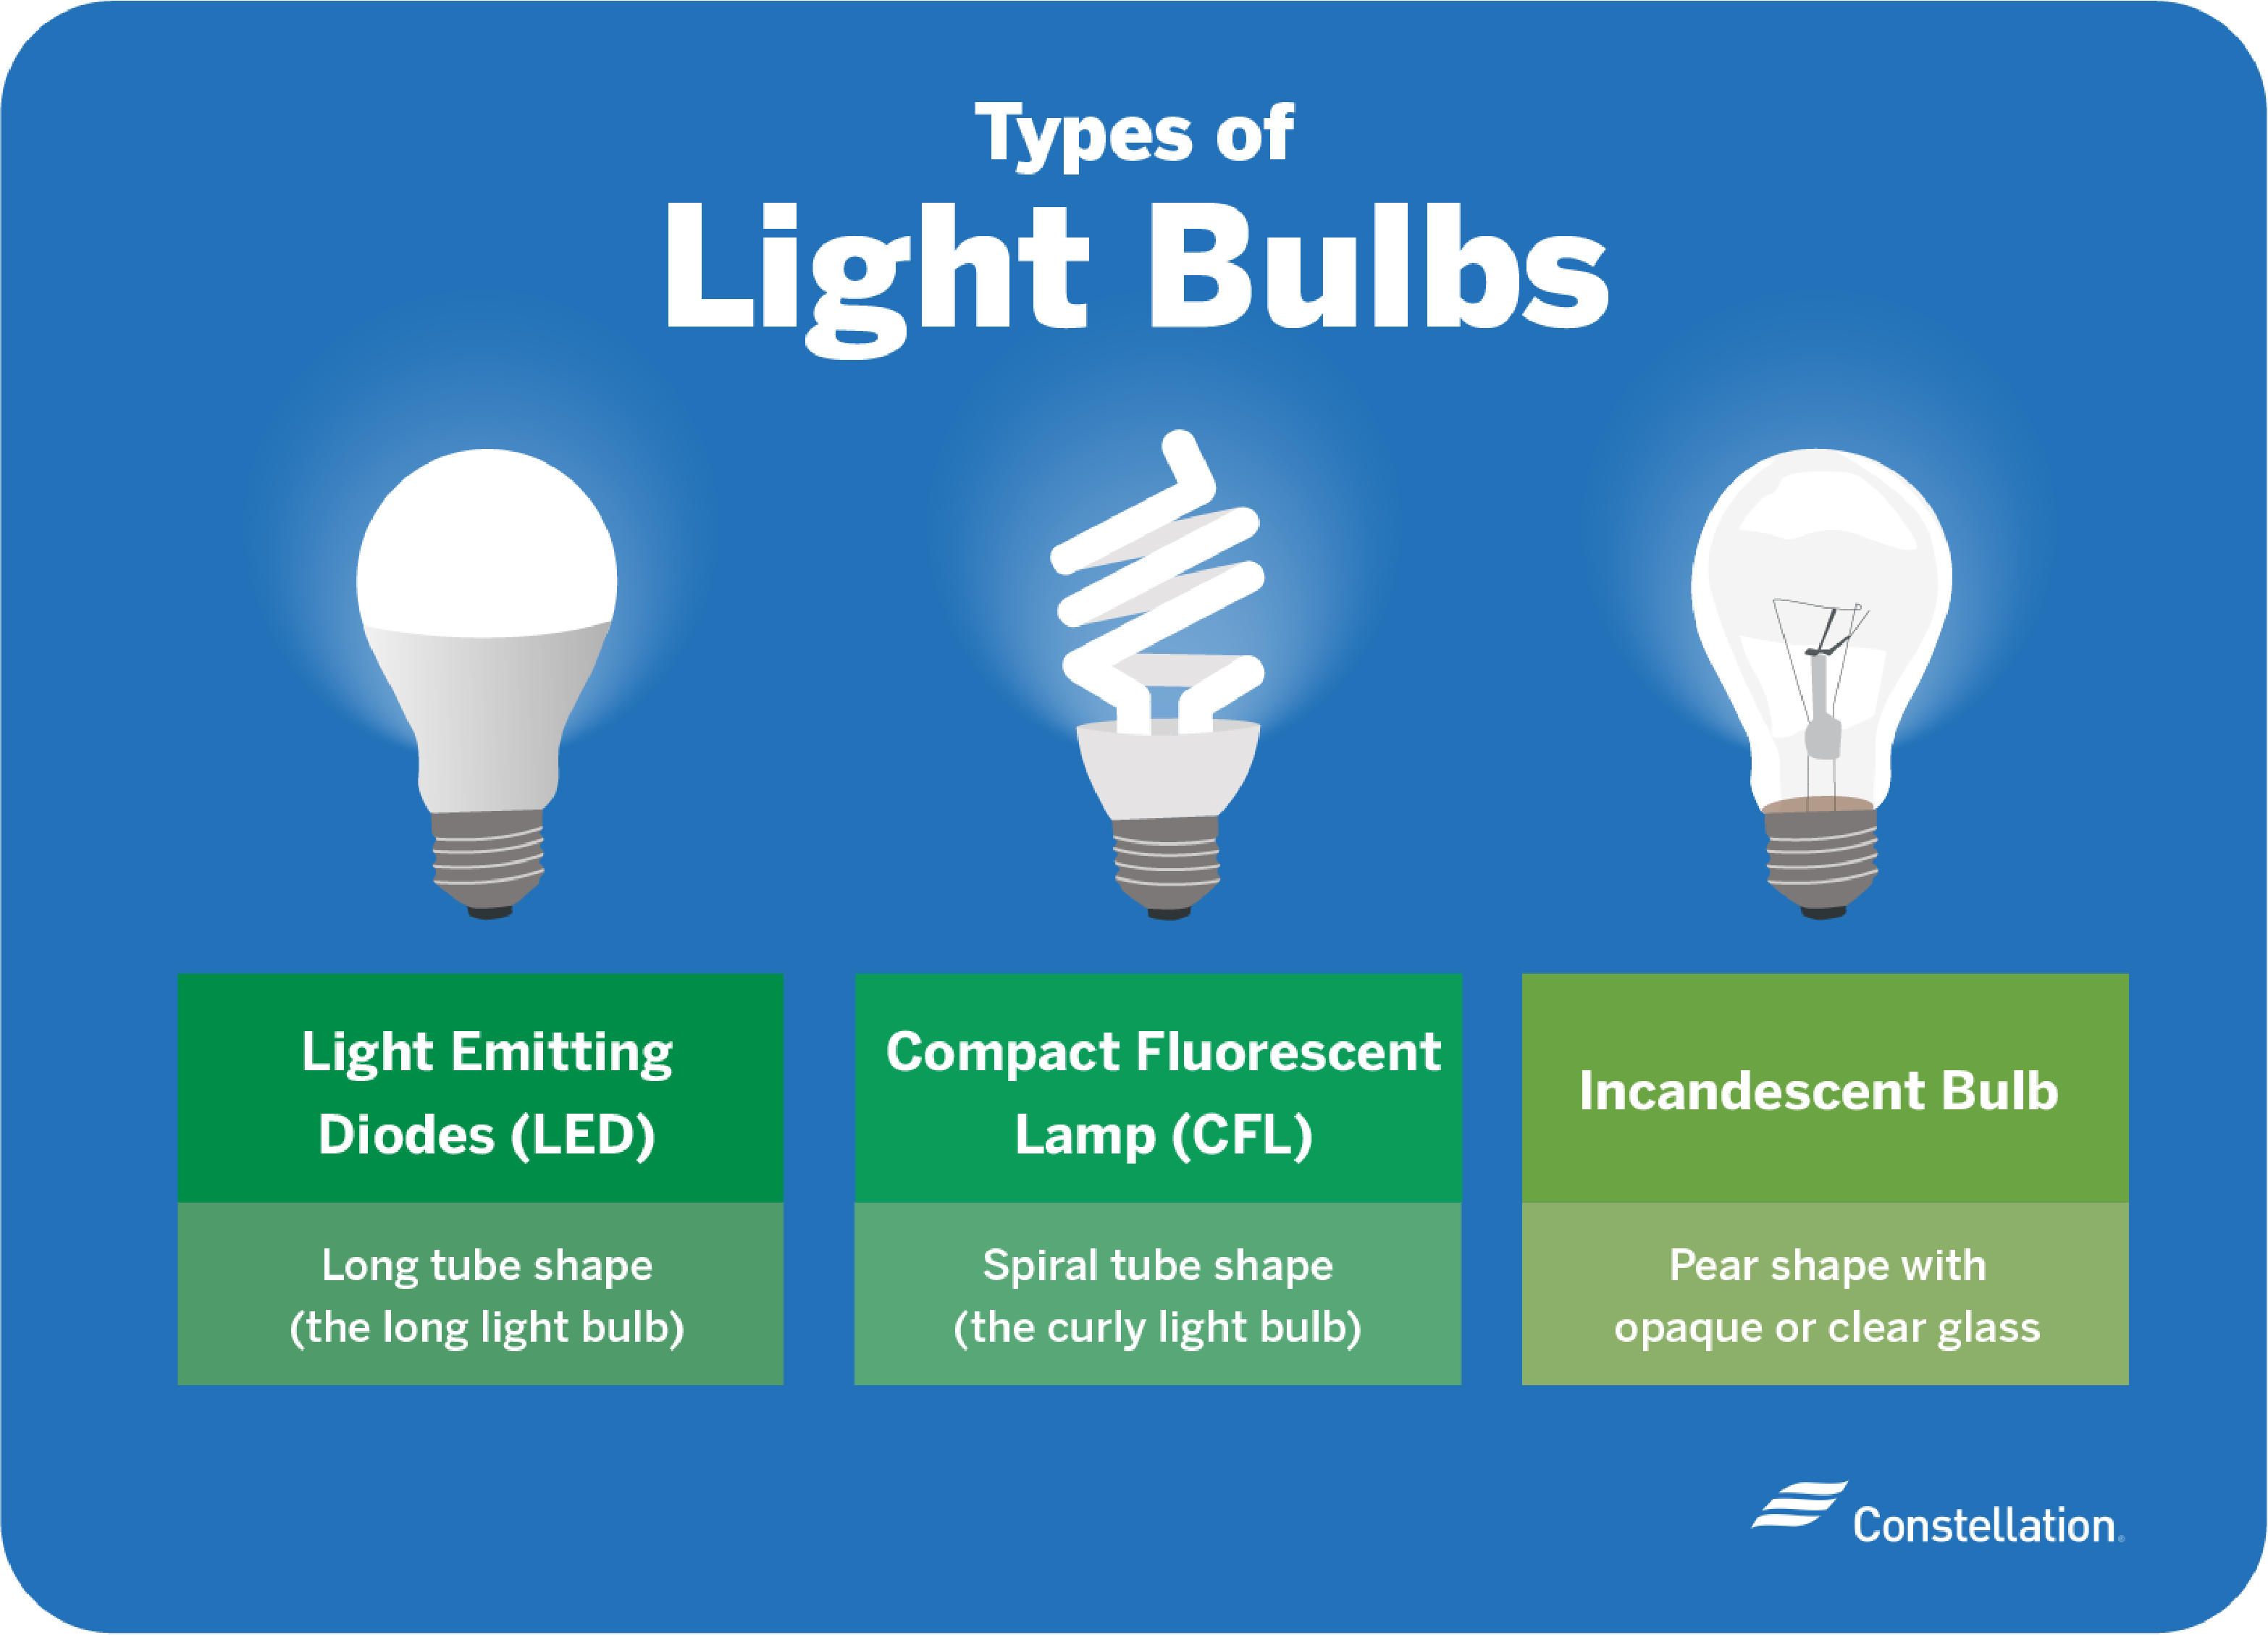 Types of
Light Bulbs
Light Emitting
Diodes (LED)
Long tube shape
(the long light bulb)
Compact Fluorescent
Lamp (CFL)
Spiral tube shape
(the curly light bulb)
Incandescent Bulb
Pear shape with
opaque or clear glass
Constellation®